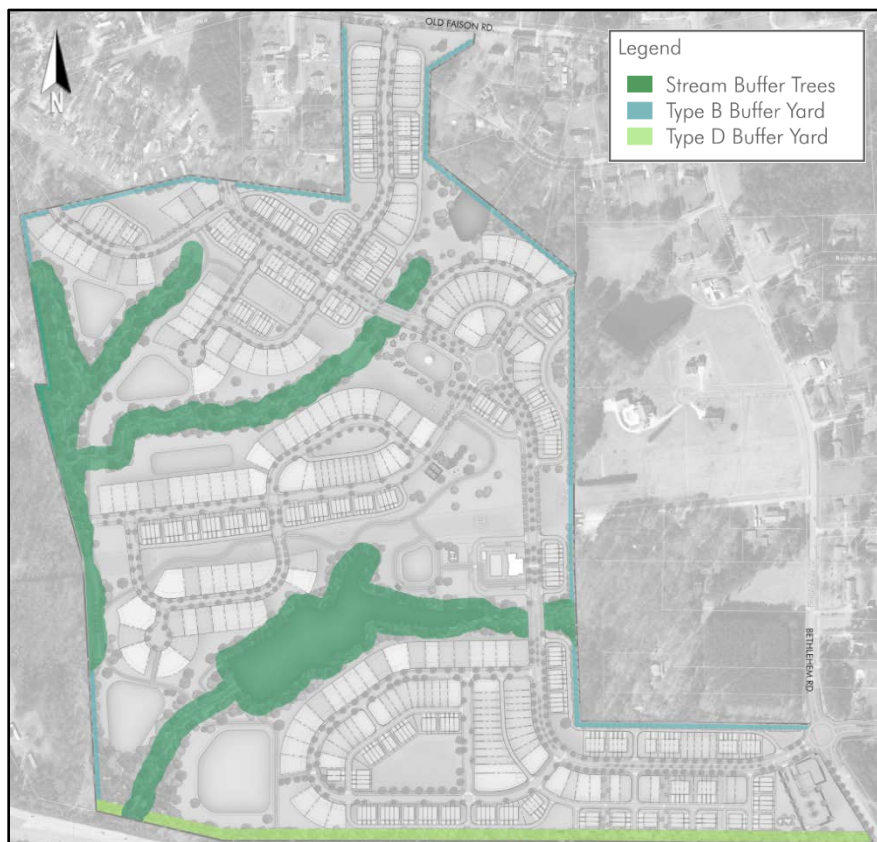 OLD FAISON RD.
Legend
Stream Buffer Trees
Type B Buffer Yard
Type D Buffer Yard
N
BETHLEHEM RD.